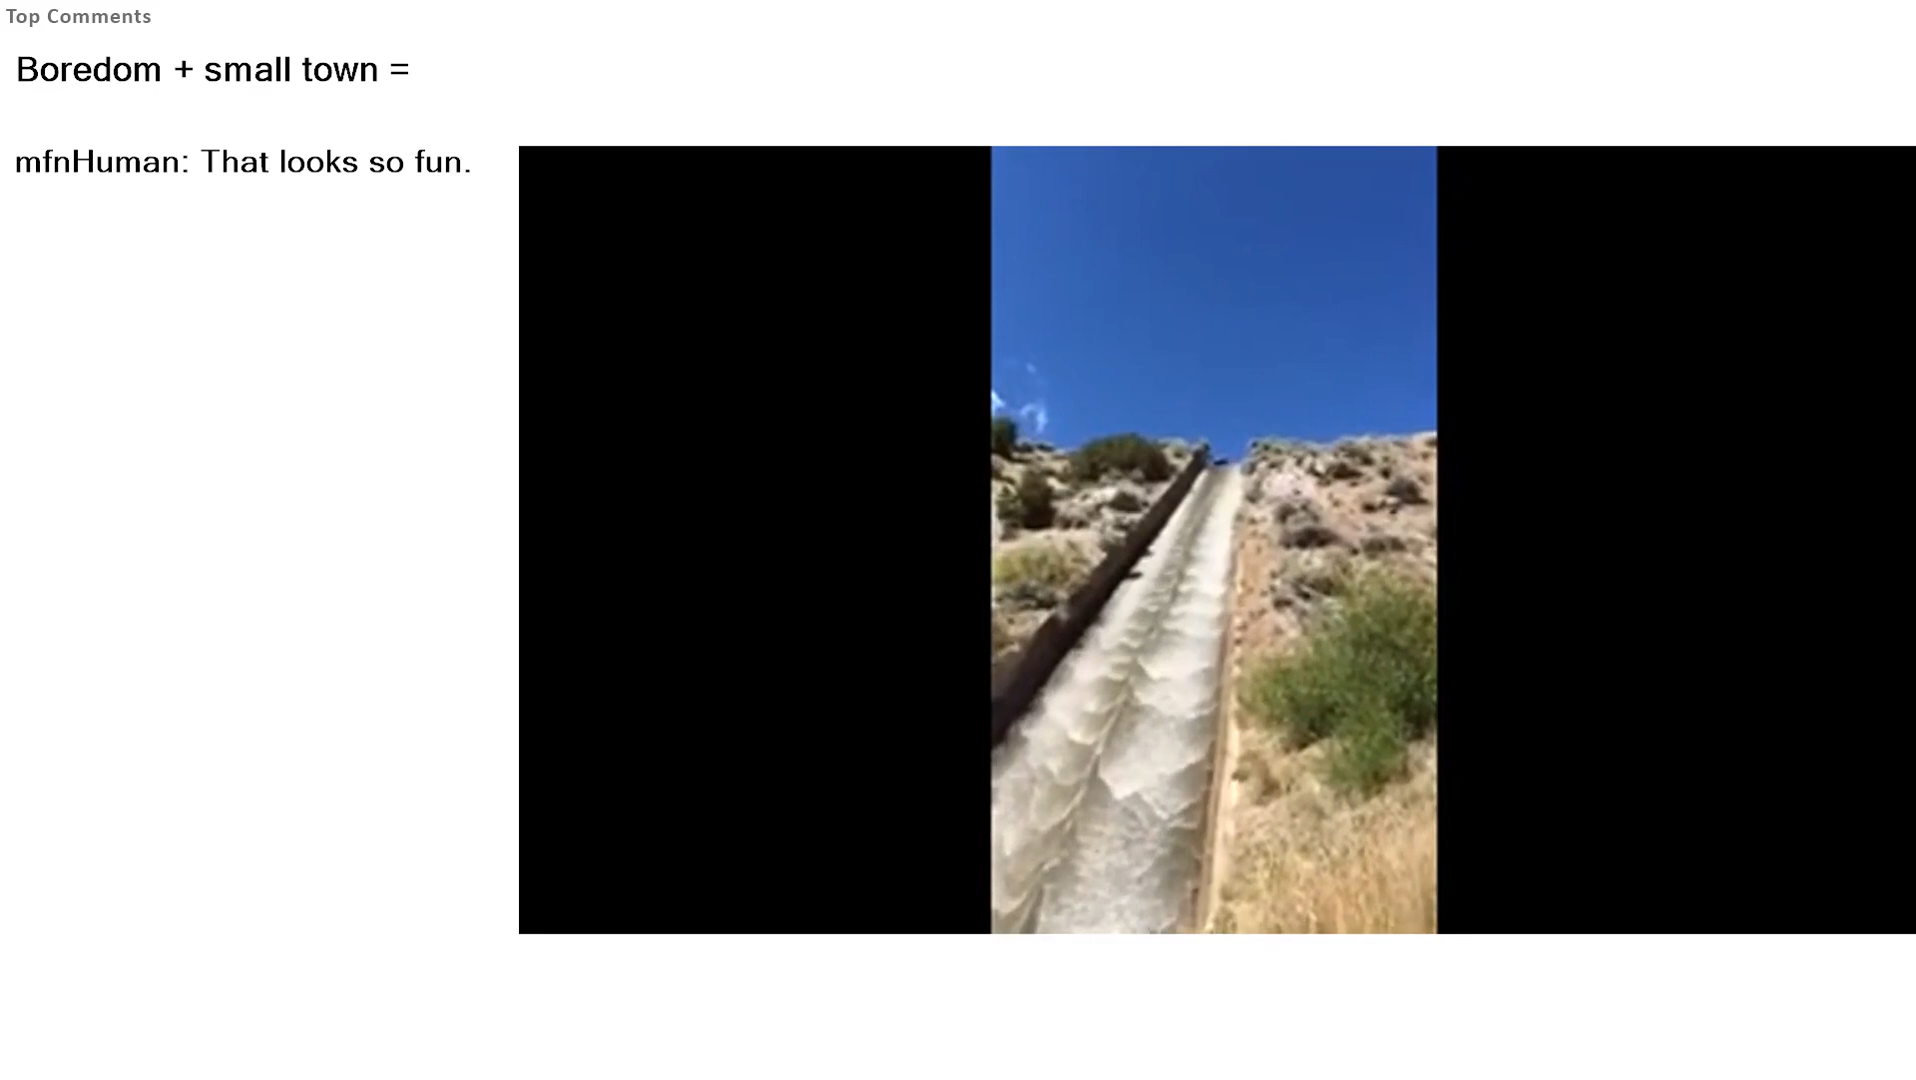 Top Comments
Boredom + small town =
mfnHuman: That looks so fun.